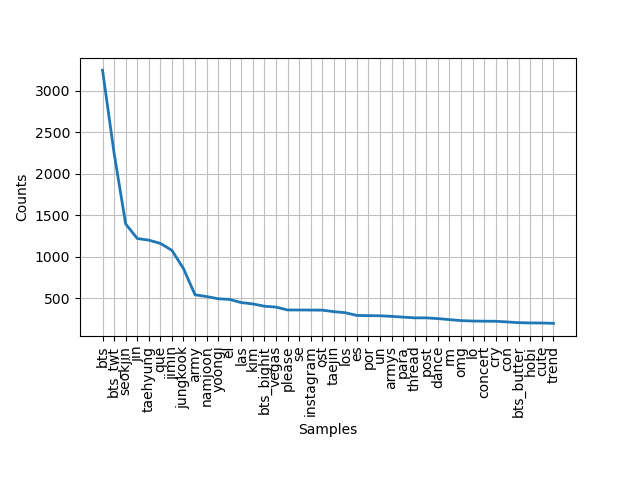 3000
2500
2000
1500
1000
500
Counts
bts
bts_twt
seokjin
jin
taehyung
que
jimin
jungkook
army
namjoon
yoongi
el
las
kim
bts_bighit
vegas
please
se
instagram
ost
taejin
los
es
por
un
armys
para
thread
post
dance
rm
omg
lo
concert
cry
con
bts_butter
hobi
cute
trend
Samples